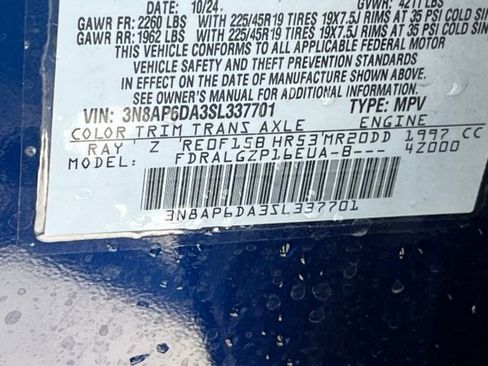 DATE: 10/24 GVWR: 4211 LBS
GAWR FR: 2260 LBS WITH 225/45R19 TIRES 19X7.5J RIMS AT 35 PSI COLD
GAWR RR: 1962 LBS WITH 225/45R19 TIRES 19X7.5J RIMS AT 35 PSI COLD
THIS VEHICLE CONFORMS TO ALL APPLICABLE FEDERAL MOTOR
VEHICLE SAFETY AND THEFT PREVENTION STANDARDS
IN EFFECT ON THE DATE OF MANUFACTURE SHOWN ABOVE.
SEE OWNER'S MANUAL FOR ADDITIONAL INFORMATION.
VIN: 3N8AP6DA3SL337701 TYPE: MPV
COLOR TRIM TRANS AXLE ENGINE
RAY Z RE0F15B HR53 MR20DD 1997 CC
MODEL: FDRALGZP16EUA-B--- 42000
3N8AP6DA3SL337701